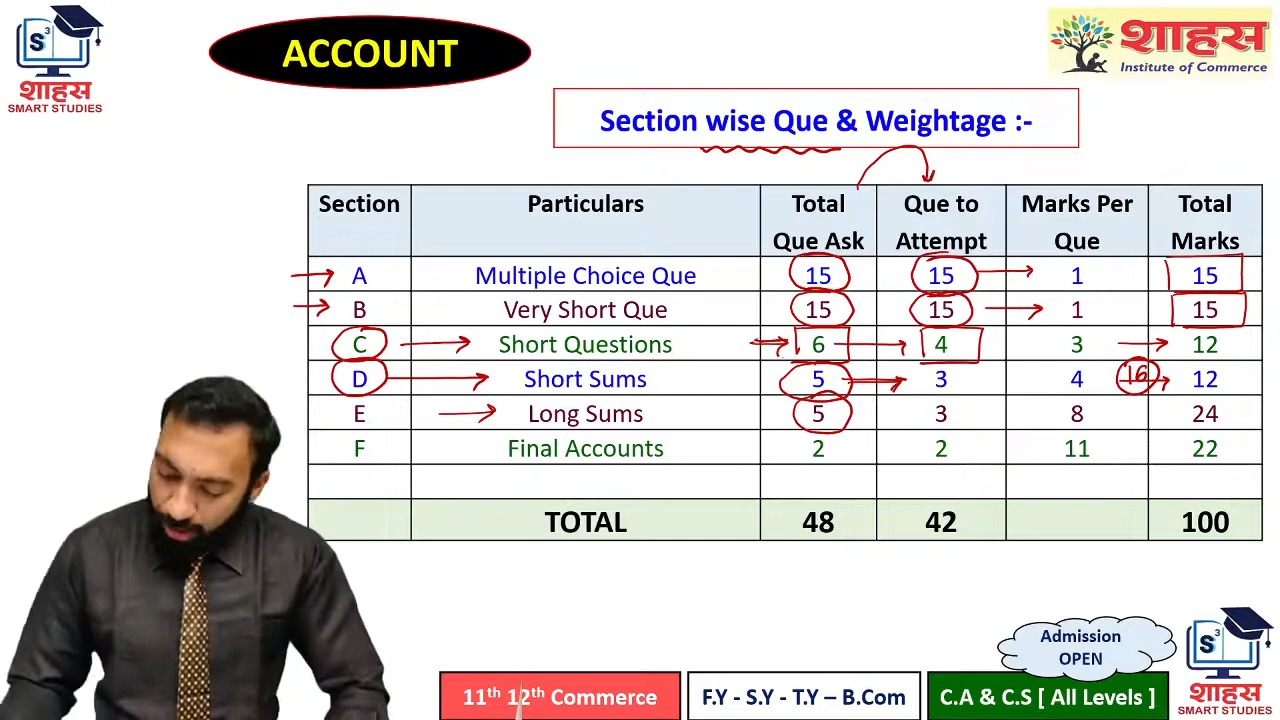 S³
शाहस
SMART STUDIES
ACCOUNT
शाहस
Institute of Commerce
Section wise Que & Weightage :-
Section Particulars Total Que Ask Que to Attempt Marks Per Que Total Marks
A Multiple Choice Que 15 15 1 15
B Very Short Que 15 15 1 15
C Short Questions 6 4 3 12
D Short Sums 5 3 4 16 12
E Long Sums 5 3 8 24
F Final Accounts 2 2 11 22
TOTAL 48 42 100
Admission
OPEN
S³
शाहस
SMART STUDIES
11th 12th Commerce
F.Y - S.Y - T.Y – B.Com
C.A & C.S [ All Levels ]